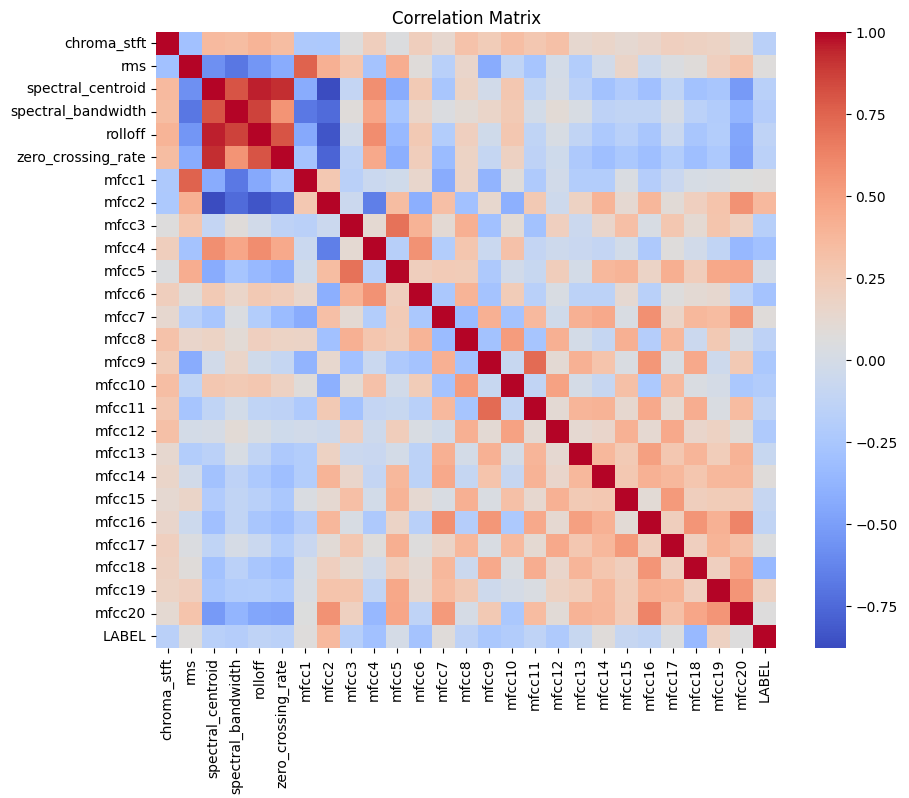 Correlation Matrix
chroma_stft
rms
spectral_centroid
spectral_bandwidth
rolloff
zero_crossing_rate
mfcc1
mfcc2
mfcc3
mfcc4
mfcc5
mfcc6
mfcc7
mfcc8
mfcc9
mfcc10
mfcc11
mfcc12
mfcc13
mfcc14
mfcc15
mfcc16
mfcc17
mfcc18
mfcc19
mfcc20
LABEL
chroma_stft
rms
spectral_centroid
spectral_bandwidth
rolloff
zero_crossing_rate
mfcc1
mfcc2
mfcc3
mfcc4
mfcc5
mfcc6
mfcc7
mfcc8
mfcc9
mfcc10
mfcc11
mfcc12
mfcc13
mfcc14
mfcc15
mfcc16
mfcc17
mfcc18
mfcc19
mfcc20
LABEL
1.00
0.75
0.50
0.25
0.00
−0.25
−0.50
−0.75